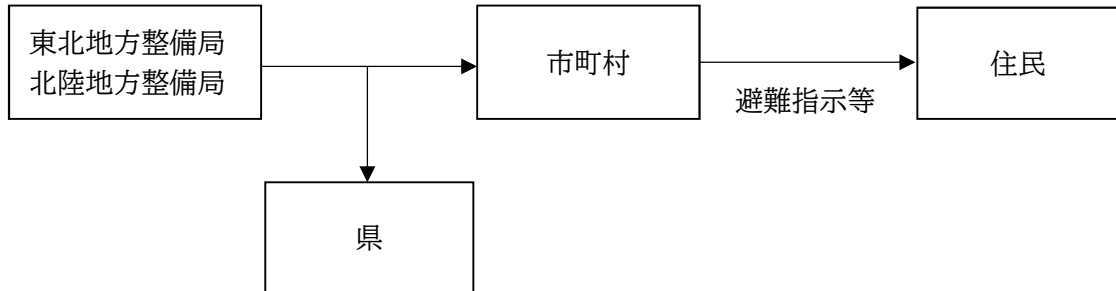 東北地方整備局
北陸地方整備局
市町村
避難指示等
住民
県